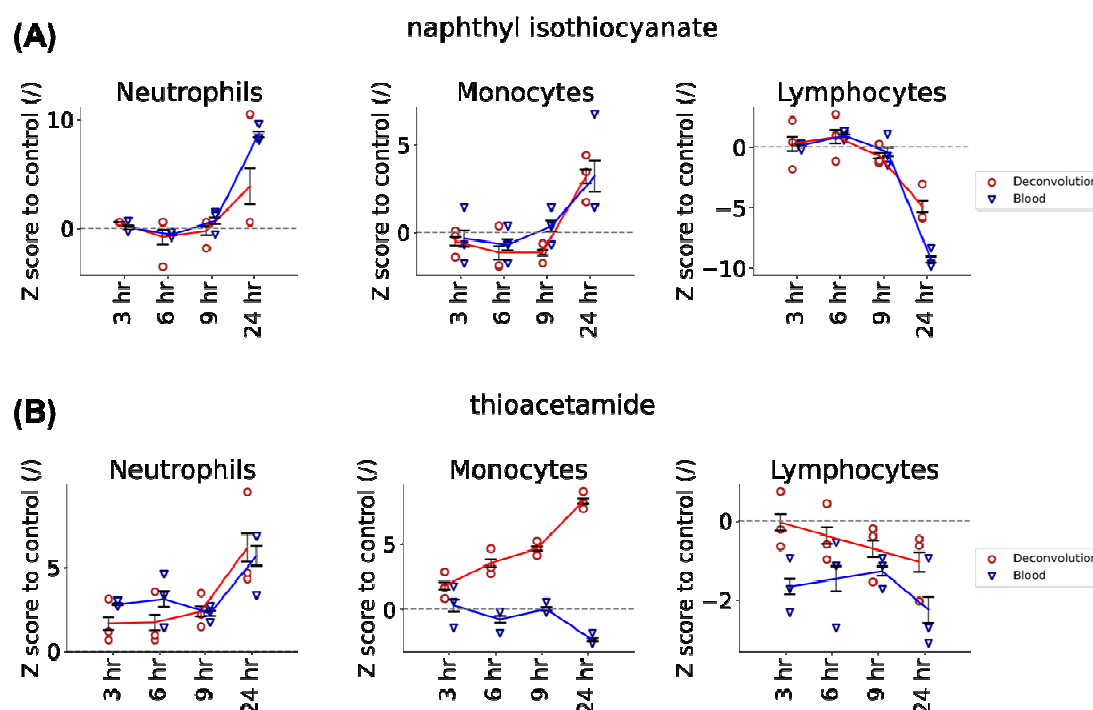 (A)
naphthyl isothiocyanate
Neutrophils
Monocytes
Lymphocytes
Z score to control (/)
10
0
3 hr
6 hr
9 hr
24 hr
Z score to control (/)
5
0
3 hr
6 hr
9 hr
24 hr
Z score to control (/)
0
−5
−10
3 hr
6 hr
9 hr
24 hr
Deconvolution
Blood
(B)
thioacetamide
Neutrophils
Monocytes
Lymphocytes
Z score to control (/)
5
0
3 hr
6 hr
9 hr
24 hr
Z score to control (/)
5
0
3 hr
6 hr
9 hr
24 hr
Z score to control (/)
0
−2
3 hr
6 hr
9 hr
24 hr
Deconvolution
Blood